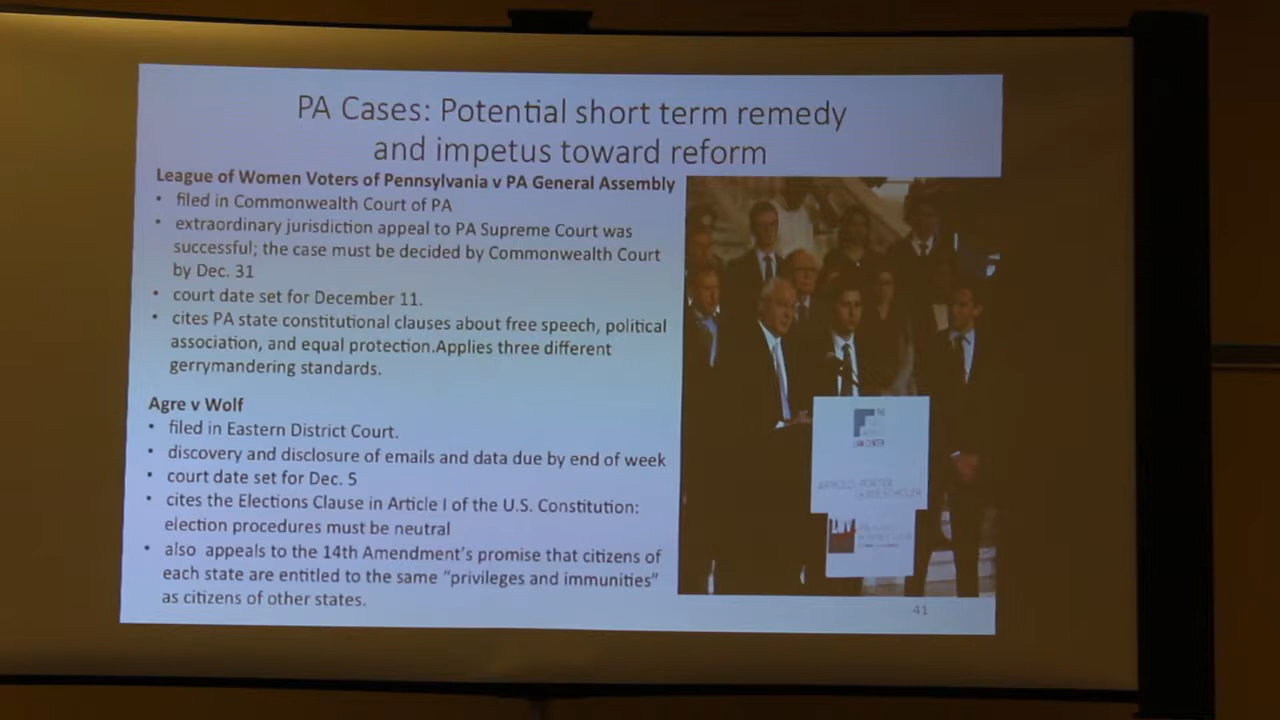 PA Cases: Potential short term remedy
and impetus toward reform
League of Women Voters of Pennsylvania v PA General Assembly
• filed in Commonwealth Court of PA
• extraordinary jurisdiction appeal to PA Supreme Court was
successful; the case must be decided by Commonwealth Court
by Dec. 31
• court date set for December 11.
• cites PA state constitutional clauses about free speech, political
association, and equal protection.Applies three different
gerrymandering standards.
Agre v Wolf
• filed in Eastern District Court.
• discovery and disclosure of emails and data due by end of week
• court date set for Dec. 5
• cites the Elections Clause in Article I of the U.S. Constitution:
election procedures must be neutral
• also appeals to the 14th Amendment's promise that citizens of
each state are entitled to the same "privileges and immunities"
as citizens of other states.
THE
LAW CENTER
ARNOLD PORTER
41